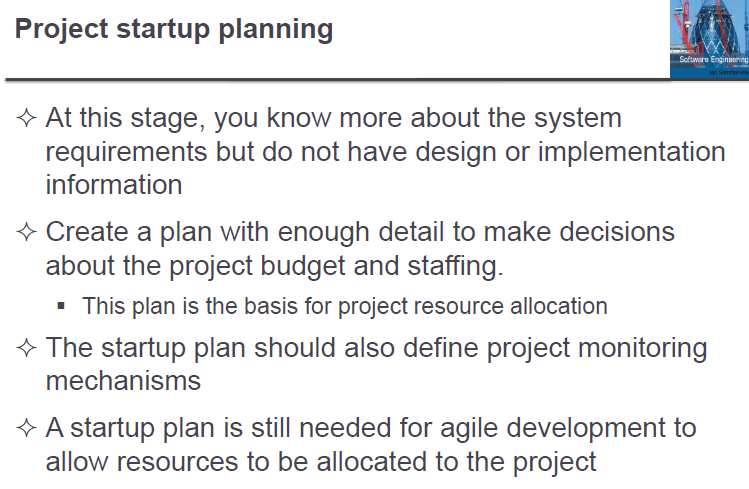 Project startup planning
Software Engineering
Ian Sommerville
✧ At this stage, you know more about the system
requirements but do not have design or implementation
information
✧ Create a plan with enough detail to make decisions
about the project budget and staffing.
▪ This plan is the basis for project resource allocation
✧ The startup plan should also define project monitoring
mechanisms
✧ A startup plan is still needed for agile development to
allow resources to be allocated to the project